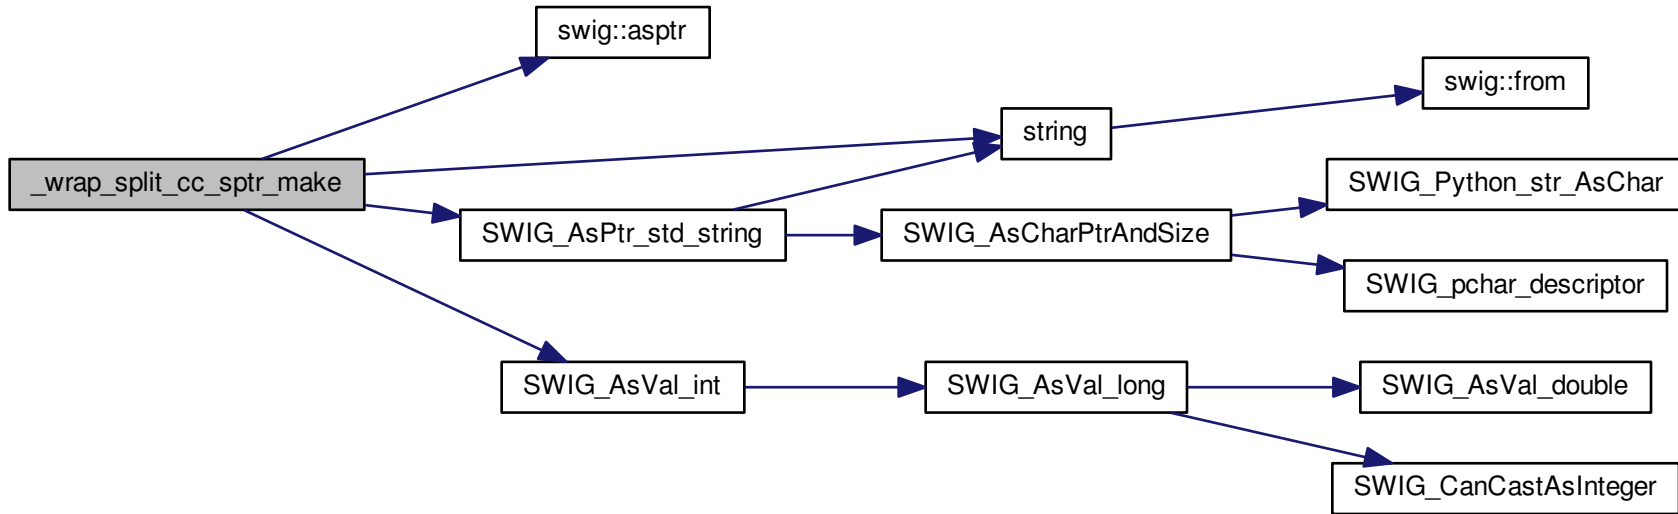 swig::asptr
swig::from
string
_wrap_split_cc_sptr_make
SWIG_Python_str_AsChar
SWIG_AsPtr_std_string
SWIG_AsCharPtrAndSize
SWIG_pchar_descriptor
SWIG_AsVal_int
SWIG_AsVal_long
SWIG_AsVal_double
SWIG_CanCastAsInteger